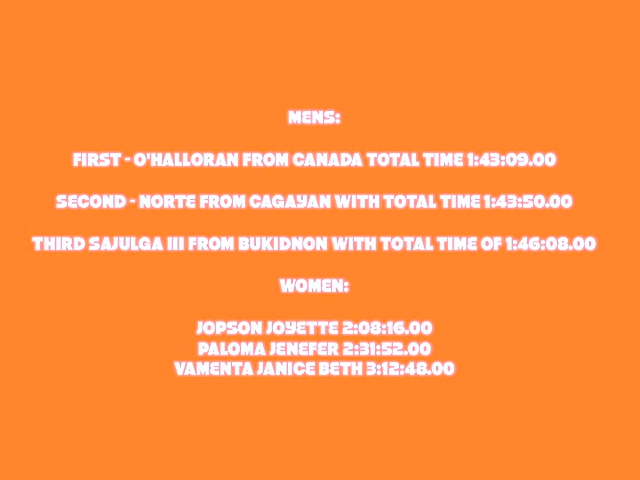 MENS:
FIRST - O'HALLORAN FROM CANADA TOTAL TIME 1:43:09.00
SECOND - NORTE FROM CAGAYAN WITH TOTAL TIME 1:43:50.00
THIRD SAJULGA III FROM BUKIDNON WITH TOTAL TIME OF 1:46:08.00
WOMEN:
JOPSON JOYETTE 2:08:16.00
PALOMA JENEFER 2:31:52.00
VAMENTA JANICE BETH 3:12:48.00